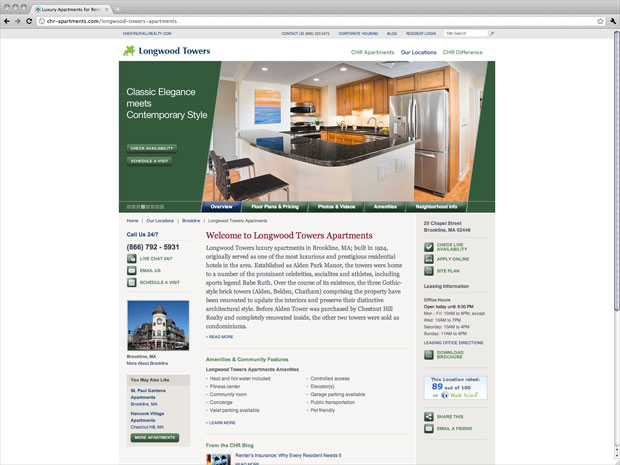 Luxury Apartments for Rent
chr-apartments.com/longwood-towers-apartments
CHESTNUTHILLREALTY.COM
CONTACT US (866)
CORPORATE HOUSING
BLOG
RESIDENT LOGIN
Site Search
Longwood Towers
CHR Apartments
Our Locations
CHR Difference
Classic Elegance
meets
Contemporary Style
CHECK AVAILABILITY
SCHEDULE A VISIT
Overview
Floor Plans & Pricing
Photos & Videos
Amenities
Neighborhood Info
Home | Our Locations | Brookline | Longwood Towers Apartments
Call Us 24/7
(866) 792 - 5931
LIVE CHAT 24/7
EMAIL US
SCHEDULE A VISIT
Brookline, MA
More About Brookline
You May Also Like
St. Paul Gardens
Apartments
Brookline, MA
Hancock Village
Apartments
Chestnut Hill, MA
MORE APARTMENTS
Welcome to Longwood Towers Apartments
Longwood Towers luxury apartments in Brookline, MA; built in 1924,
originally served as one of the most luxurious and prestigious residential
hotels in the area. Established as Alden Park Manor, the towers were home
to a number of the prominent celebrities, socialites and athletes, including
sports legend Babe Ruth. Over the course of its existence, the three Gothic-
style brick towers (Alden, Belden, Chatham) comprising the property have
been renovated to update the interiors and preserve their distinctive
architectural style. Before Alden Tower was purchased by Chestnut Hill
Realty and completely renovated inside, the other two towers were sold as
condominiums.
› READ MORE
Amenities & Community Features
Longwood Towers Apartments Amenities
• Heat and hot water included
• Fitness center
• Community room
• Concierge
• Valet parking available
• Controlled access
• Elevator(s)
• Garage parking available
• Public transportation
• Pet friendly
› LEARN MORE
From the CHR Blog
Renter's Insurance: Why Every Resident Needs It
READ MORE
20 Chapel Street
Brookline, MA 02446
CHECK LIVE
AVAILABILITY
APPLY ONLINE
SITE PLAN
Leasing Information
Office Hours
Open today until 6:00 PM
Mon - Fri: 10AM to 6PM; except
Wed: 10AM to 7PM
Saturday: 10AM to 4PM
Sunday: 11AM to 4PM
LEASING OFFICE DIRECTIONS
DOWNLOAD
BROCHURE
This Location rated:
89 out of 100
on Walk Score
SHARE THIS
EMAIL A FRIEND